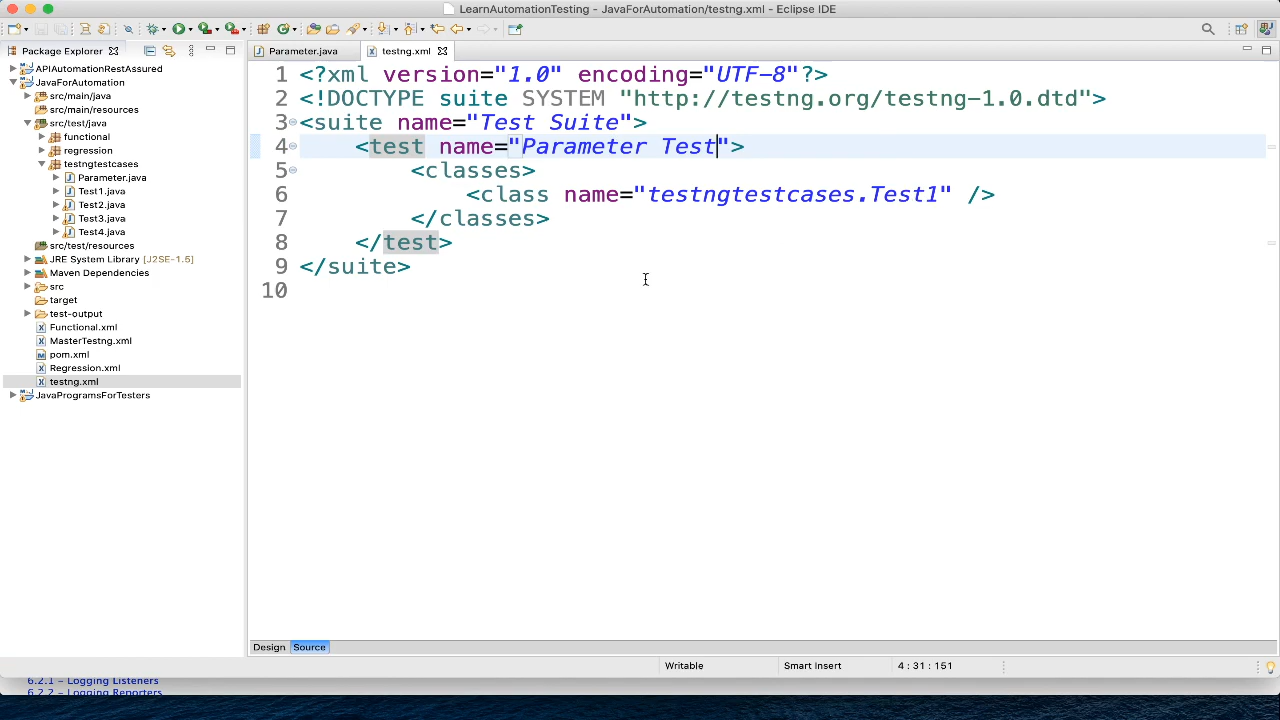 LearnAutomationTesting - JavaForAutomation/testng.xml - Eclipse IDE
Package Explorer
APIAutomationRestAssured
JavaForAutomation
src/main/java
src/main/resources
src/test/java
functional
regression
testngtestcases
Parameter.java
Test1.java
Test2.java
Test3.java
Test4.java
src/test/resources
JRE System Library [J2SE-1.5]
Maven Dependencies
src
target
test-output
Functional.xml
MasterTestng.xml
pom.xml
Regression.xml
testng.xml
JavaProgramsForTesters
Parameter.java testng.xml
1 <?xml version="1.0" encoding="UTF-8"?>
2 <!DOCTYPE suite SYSTEM "http://testng.org/testng-1.0.dtd">
3 <suite name="Test Suite">
4 <test name="Parameter Test">
5 <classes>
6 <class name="testngtestcases.Test1" />
7 </classes>
8 </test>
9 </suite>
10
Design Source
Writable Smart Insert 4 : 31 : 151
6.2.1 - Logging Listeners
6.2.2 - Logging Reporters